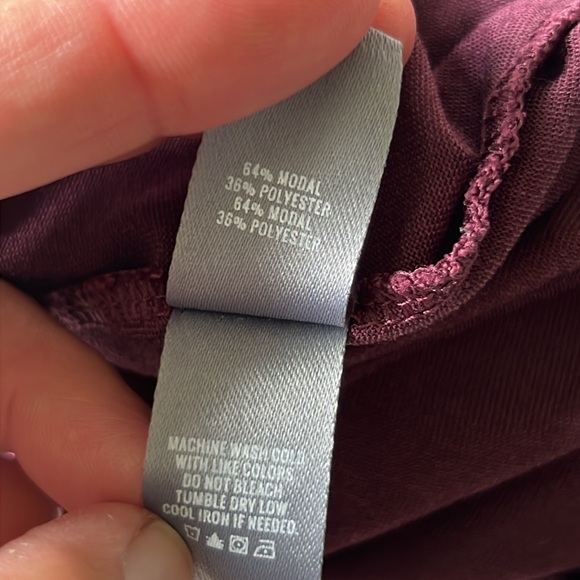 64% MODAL
36% POLYESTER
64% MODAL
36% POLYESTER
MACHINE WASH COLD
WITH LIKE COLORS
DO NOT BLEACH
TUMBLE DRY LOW
COOL IRON IF NEEDED.